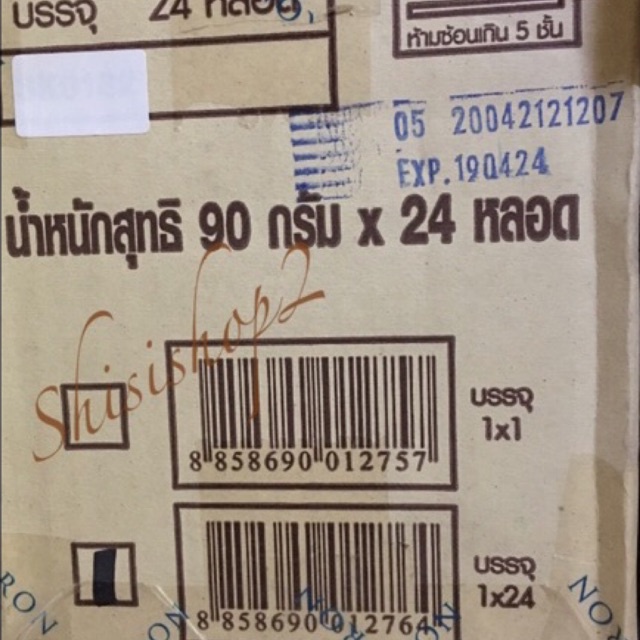 บรรจุ 24 หลอด
ห้ามซ้อนเกิน 5 ชั้น
05 20042121207
EXP.190424
น้ำหนักสุทธิ 90 กรัม x 24 หลอด
Shisishop2
8 858690 012757
บรรจุ
1x1
8 858690 012764
บรรจุ
1x24